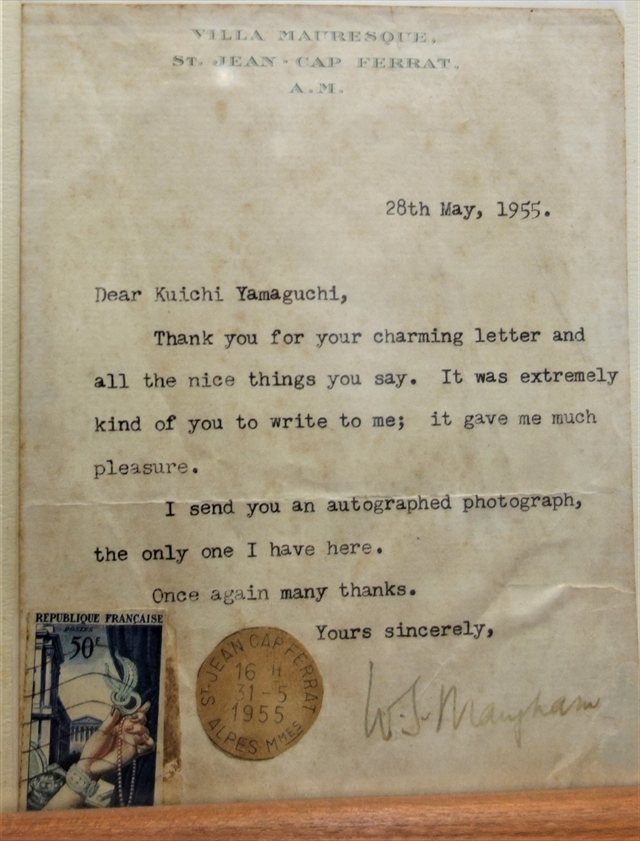 VILLA MAURESQUE.
ST. JEAN-CAP FERRAT.
A.M.
28th May, 1955.
Dear Kuichi Yamaguchi,
Thank you for your charming letter and
all the nice things you say. It was extremely
kind of you to write to me; it gave me much
pleasure.
I send you an autographed photograph,
the only one I have here.
Once again many thanks.
Yours sincerely,
W. S. Maugham
REPUBLIQUE FRANÇAISE
POSTES
50F
ST JEAN CAP FERRAT
16 H
31-5
1955
ALPES MMES